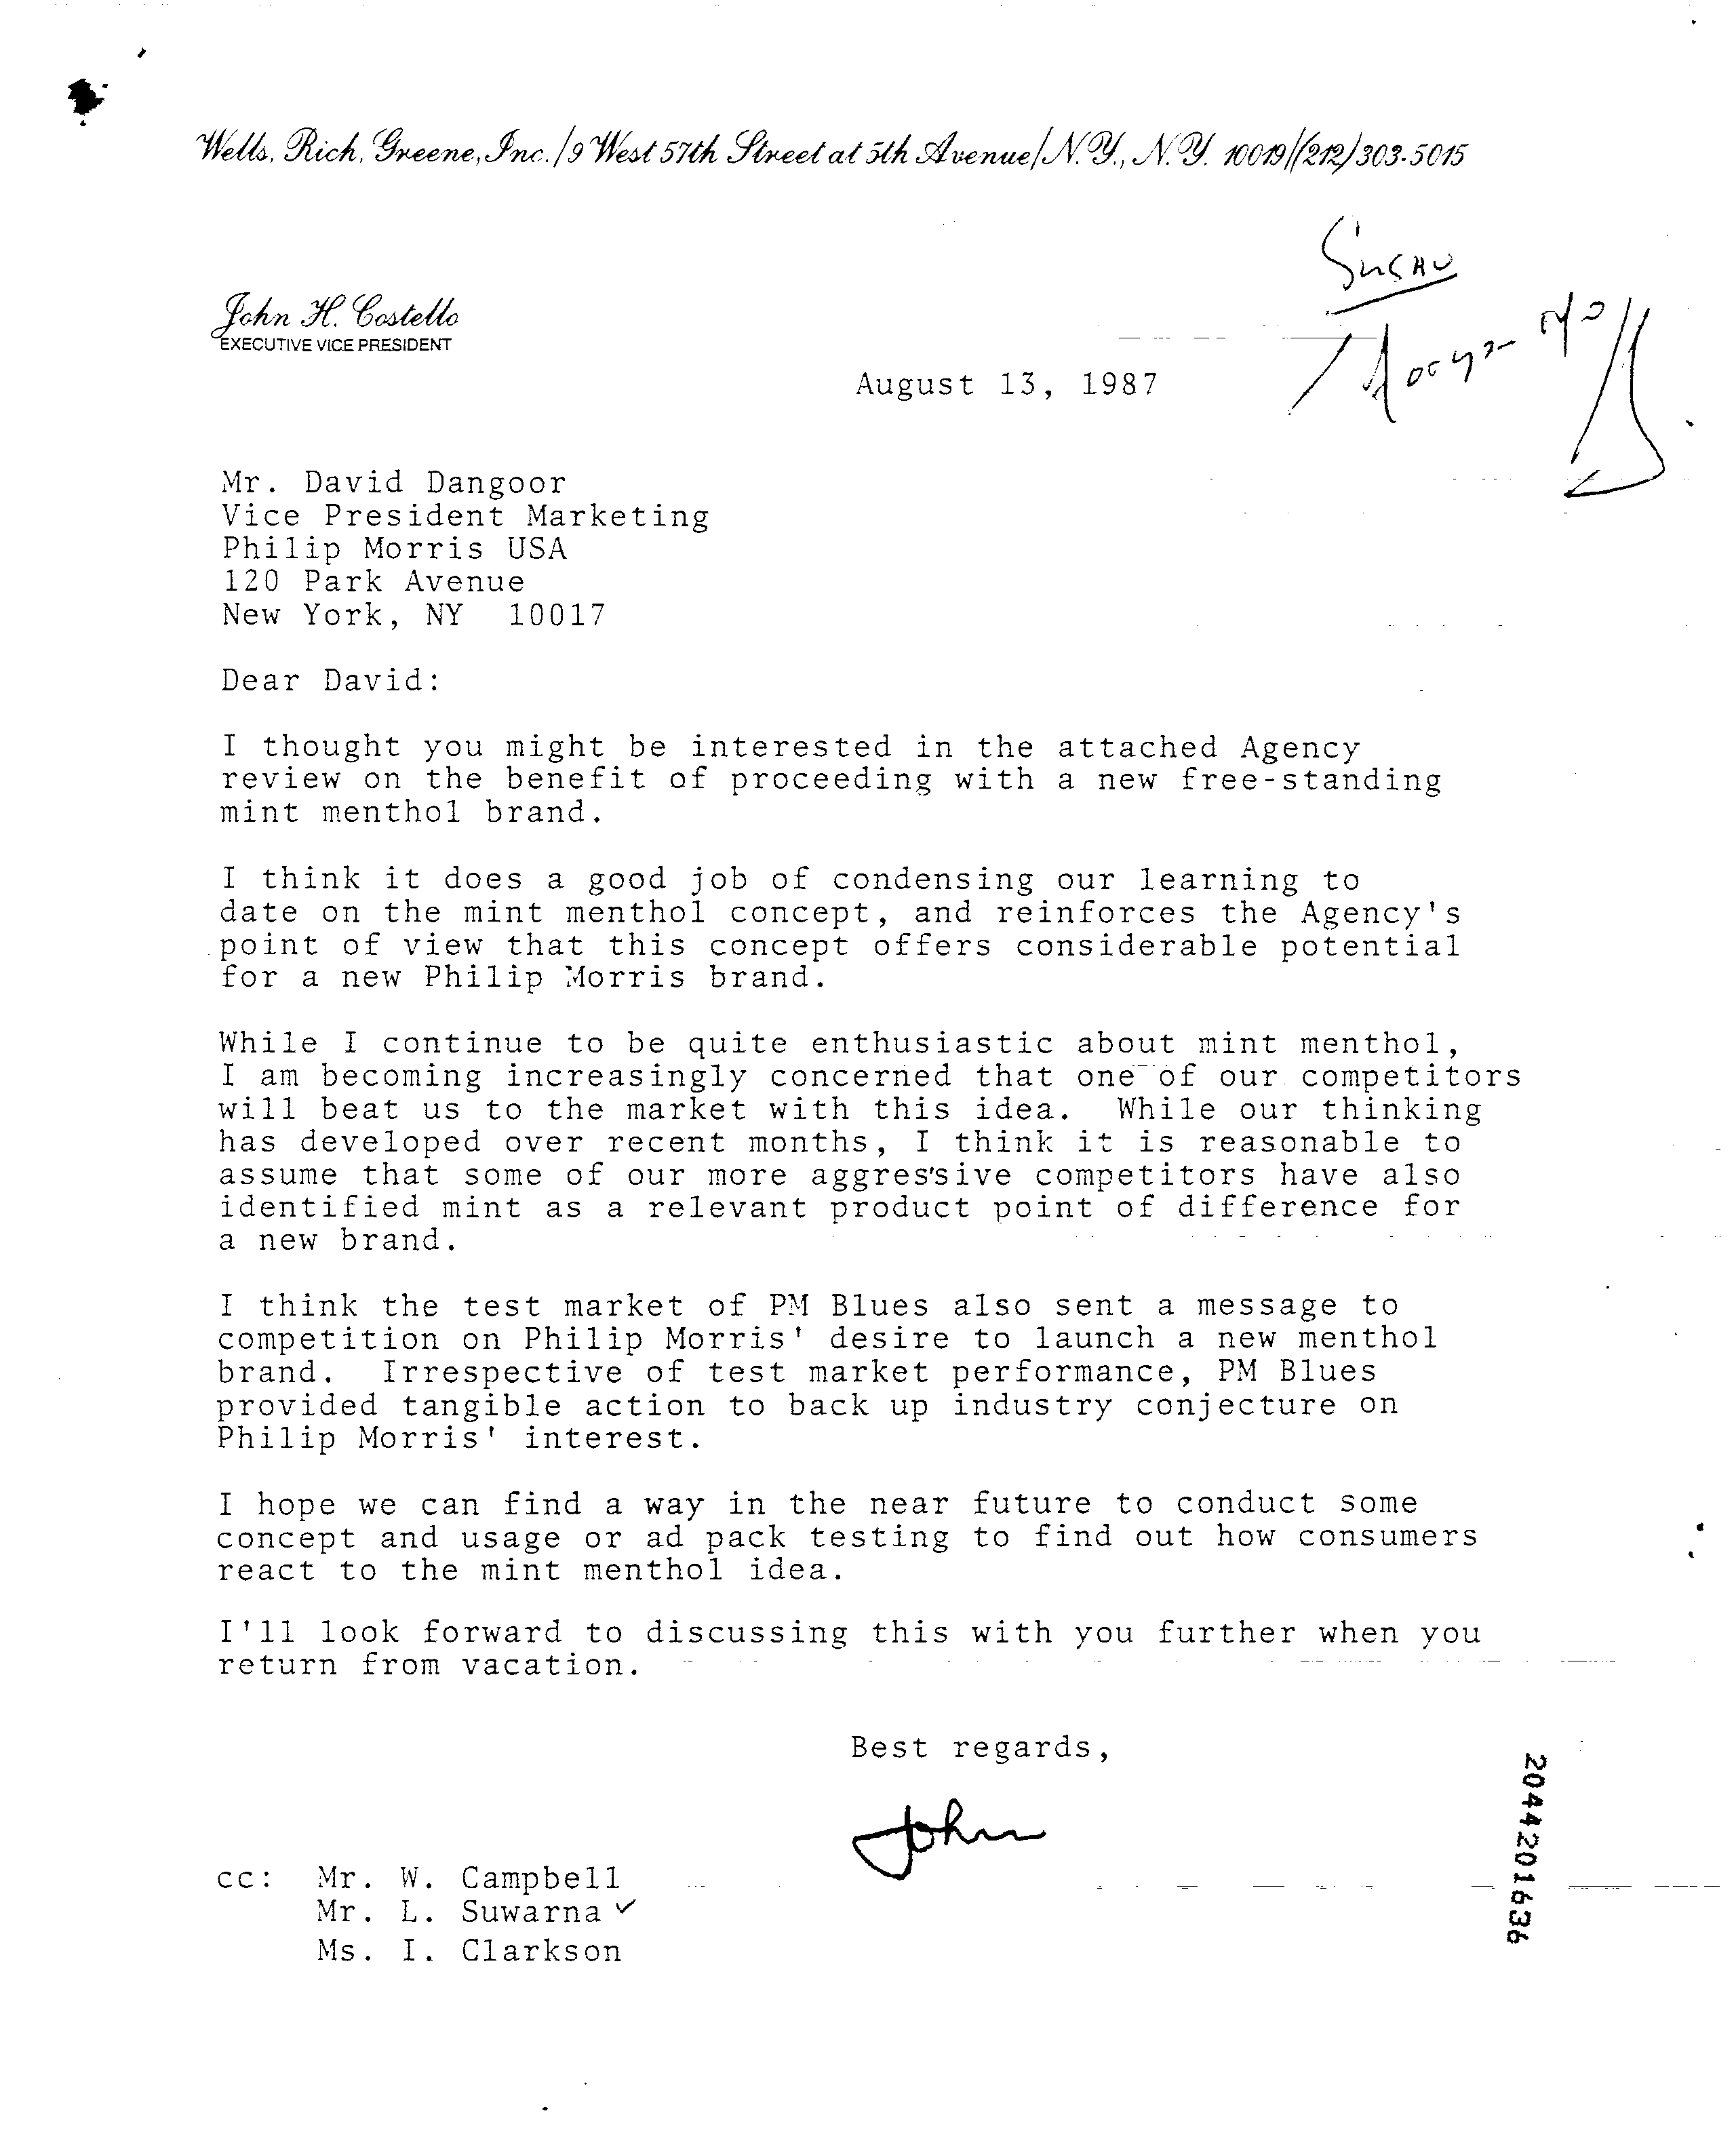 Wells, Rich, Greene, Inc. / 9 West 57th Street at 5th Avenue / N.Y., N.Y. 10019 / (212) 303-5015
Susan
John H. Costello
EXECUTIVE VICE PRESIDENT
August 13, 1987
Mr. David Dangoor
Vice President Marketing
Philip Morris USA
120 Park Avenue
New York, NY  10017
Dear David:
I thought you might be interested in the attached Agency
review on the benefit of proceeding with a new free-standing
mint menthol brand.
I think it does a good job of condensing our learning to
date on the mint menthol concept, and reinforces the Agency's
point of view that this concept offers considerable potential
for a new Philip Morris brand.
While I continue to be quite enthusiastic about mint menthol,
I am becoming increasingly concerned that one of our competitors
will beat us to the market with this idea.  While our thinking
has developed over recent months, I think it is reasonable to
assume that some of our more aggressive competitors have also
identified mint as a relevant product point of difference for
a new brand.
I think the test market of PM Blues also sent a message to
competition on Philip Morris' desire to launch a new menthol
brand.  Irrespective of test market performance, PM Blues
provided tangible action to back up industry conjecture on
Philip Morris' interest.
I hope we can find a way in the near future to conduct some
concept and usage or ad pack testing to find out how consumers
react to the mint menthol idea.
I'll look forward to discussing this with you further when you
return from vacation.
Best regards,
John
cc:  Mr. W. Campbell
Mr. L. Suwarna ✓
Ms. I. Clarkson
2044201636